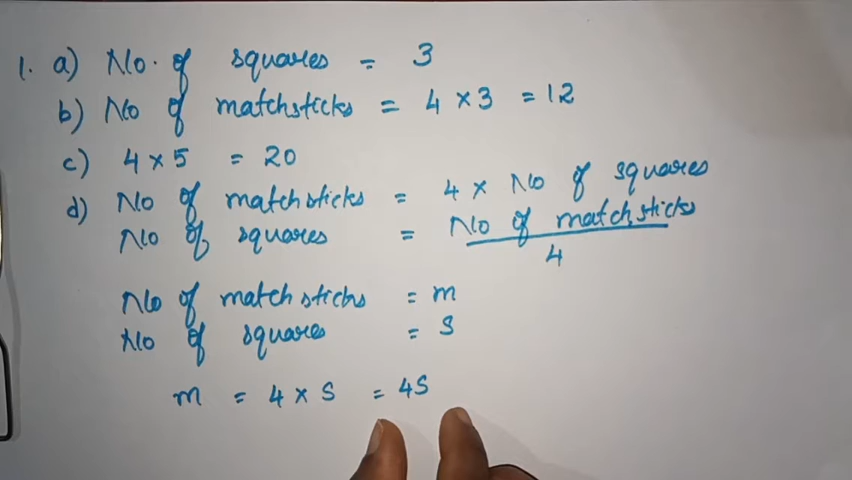 1. a) No. of squares = 3
b) No of matchsticks = 4 × 3 = 12
c) 4 × 5 = 20
d) No of matchsticks = 4 × No of squares
No of squares = No of matchsticks / 4
No of matchsticks = m
No of squares = s
m = 4 × s = 4s